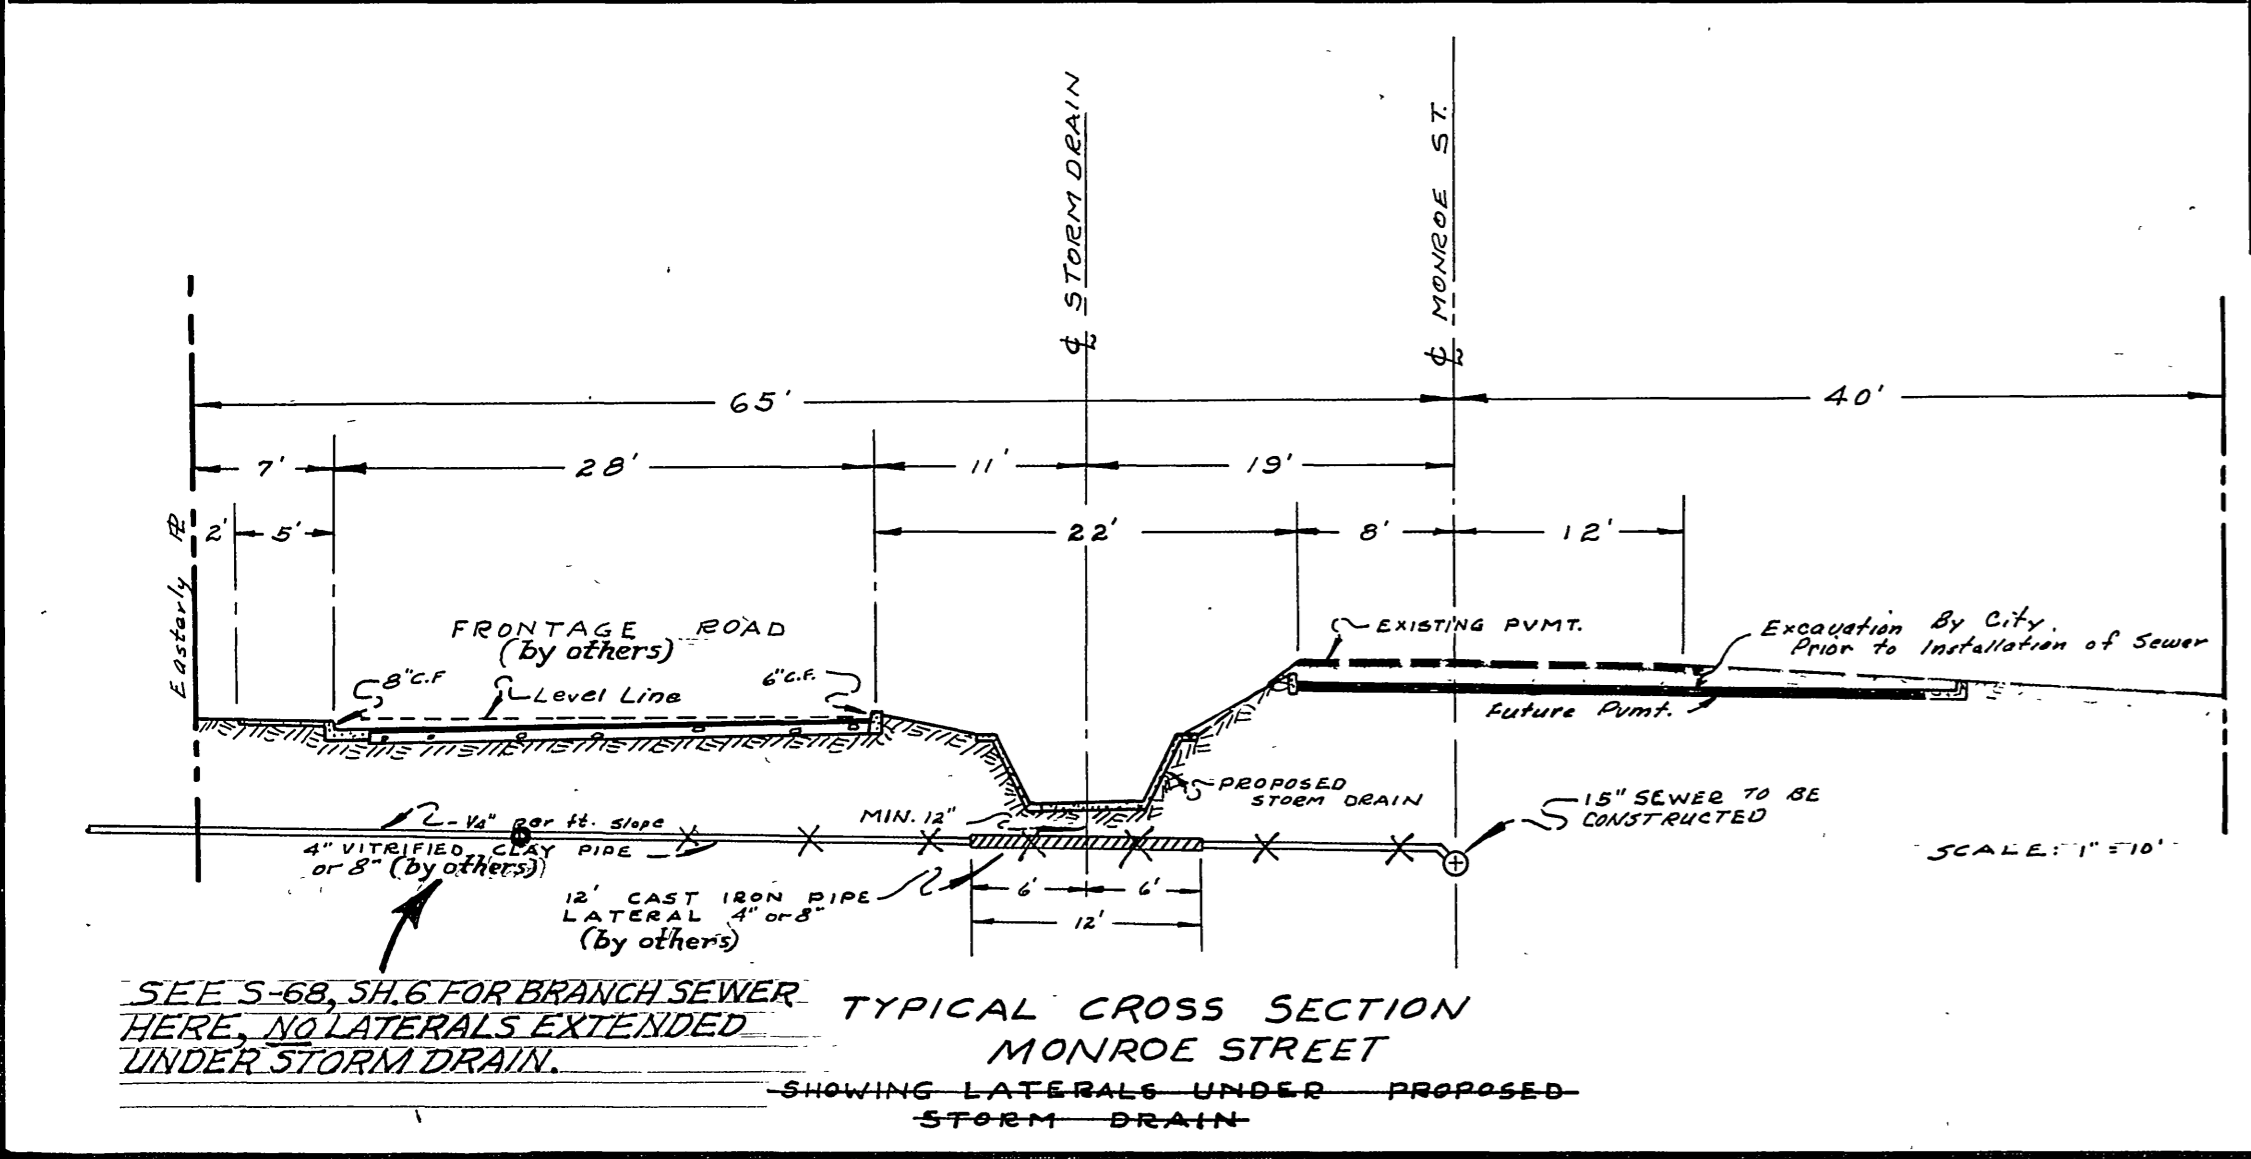 ℄ STORM DRAIN
℄ MONROE ST.
65'
40'
7'
28'
11'
19'
2'
5'
22'
8'
12'
Easterly ⅊
FRONTAGE ROAD
(by others)
8" C.F
Level Line
6" C.F.
EXISTING PVMT.
Excavation By City
Prior to Installation of Sewer
Future Pvmt.
PROPOSED
STORM DRAIN
MIN. 12"
15" SEWER TO BE
CONSTRUCTED
1/4" per ft. slope
4" VITRIFIED CLAY PIPE
or 8" (by others)
SCALE: 1" = 10'
12' CAST IRON PIPE
LATERAL 4" or 8"
(by others)
6'
6'
12'
SEE S-68, SH. 6 FOR BRANCH SEWER
HERE, NO LATERALS EXTENDED
UNDER STORM DRAIN.
TYPICAL CROSS SECTION
MONROE STREET
SHOWING LATERALS UNDER PROPOSED
STORM DRAIN